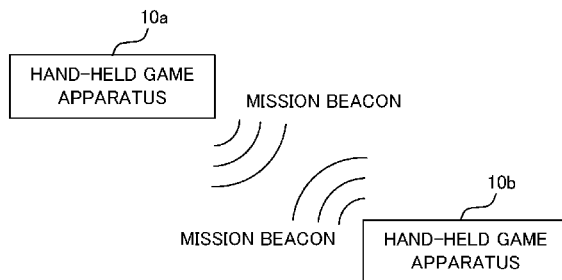 10a
HAND-HELD GAME
APPARATUS
MISSION BEACON
10b
MISSION BEACON
HAND-HELD GAME
APPARATUS